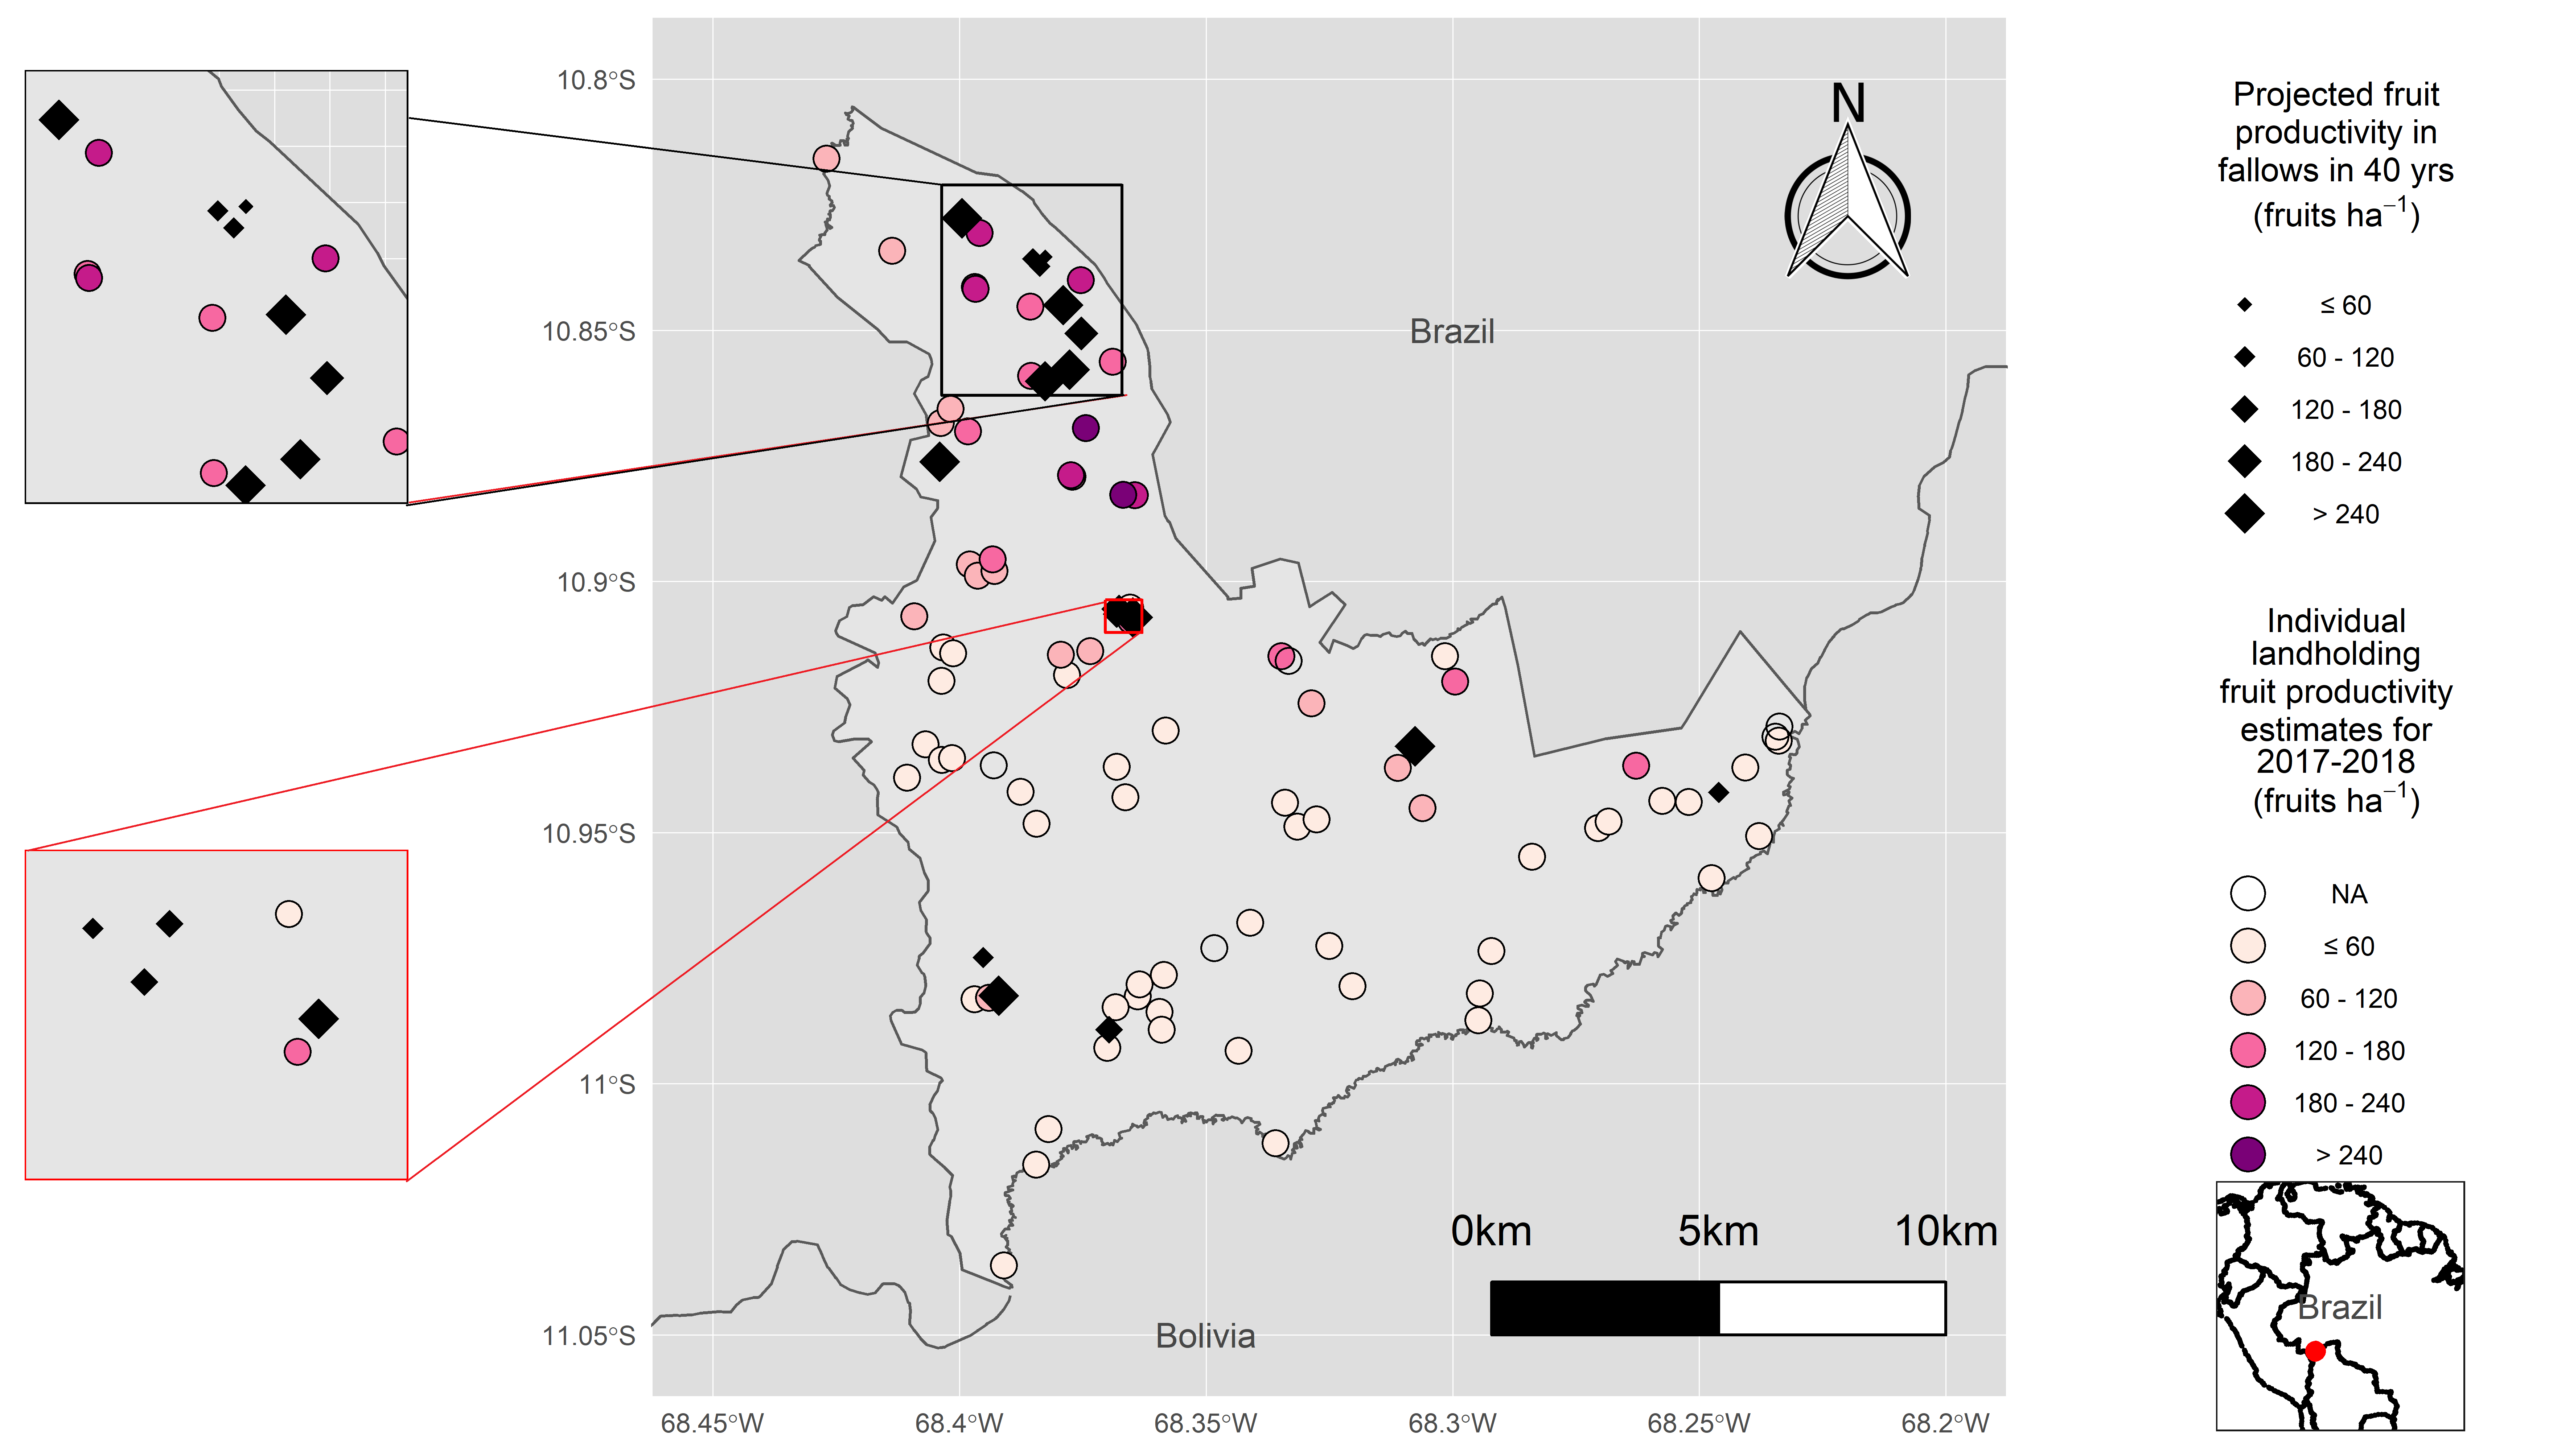 10.8°S
10.85°S
10.9°S
10.95°S
11°S
11.05°S
68.45°W
68.4°W
68.35°W
68.3°W
68.25°W
68.2°W
N
Brazil
Bolivia
0km 5km 10km
Projected fruit
productivity in
fallows in 40 yrs
(fruits ha⁻¹)
≤ 60
60 - 120
120 - 180
180 - 240
> 240
Individual
landholding
fruit productivity
estimates for
2017-2018
(fruits ha⁻¹)
NA
≤ 60
60 - 120
120 - 180
180 - 240
> 240
Brazil